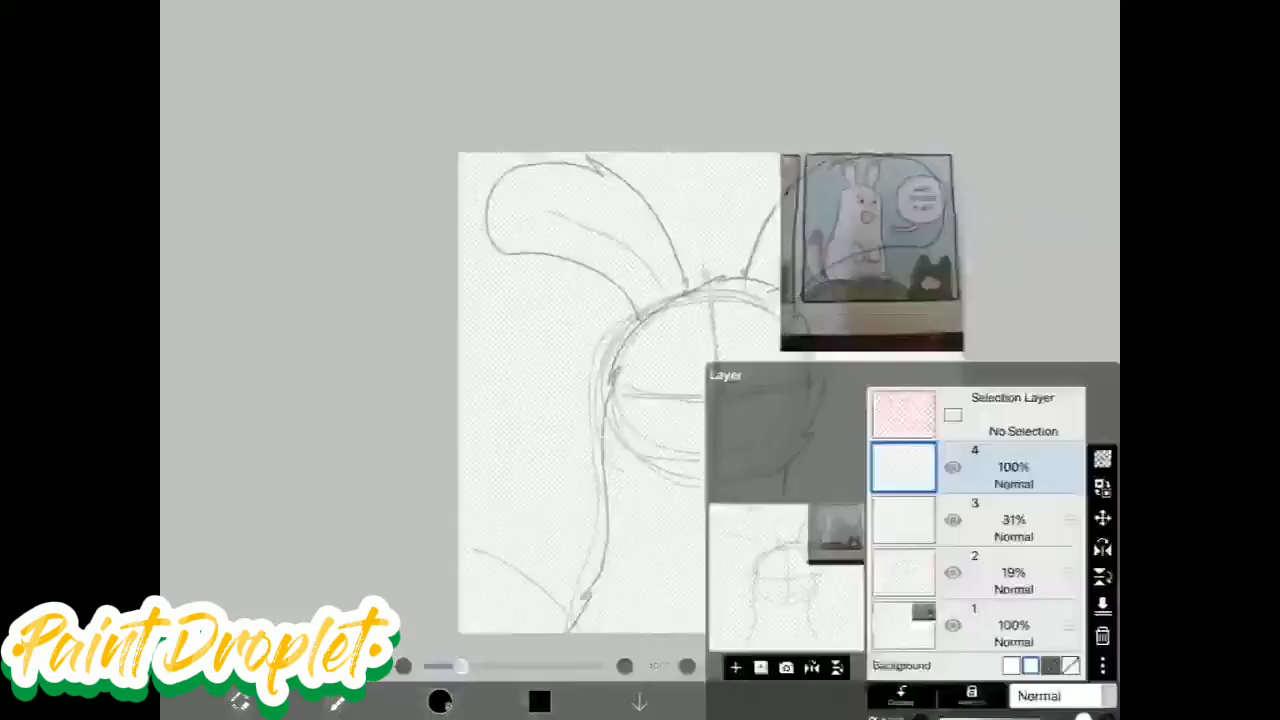 Layer
Selection Layer
No Selection
4
100%
Normal
3
31%
Normal
2
19%
Normal
1
100%
Normal
Background
Normal
Paint Droplet